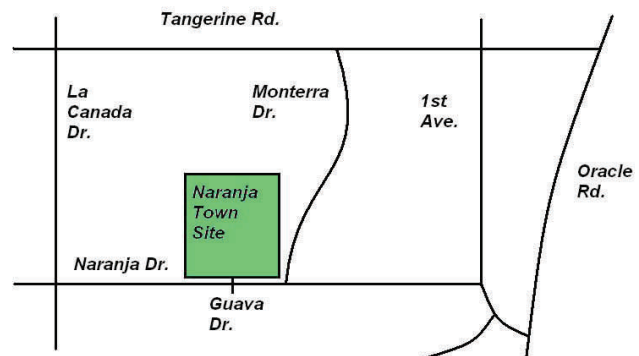 Tangerine Rd.
La
Canada
Dr.
Monterra
Dr.
1st
Ave.
Oracle
Rd.
Naranja
Town
Site
Naranja Dr.
Guava
Dr.